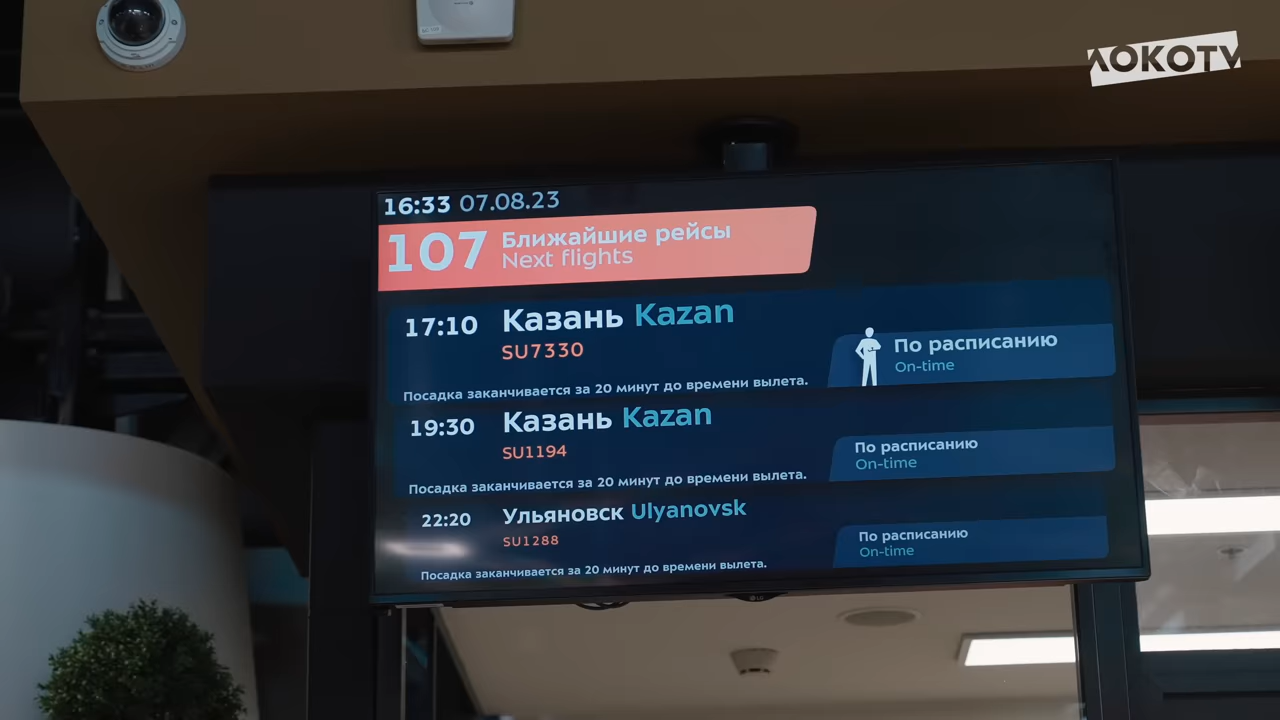 ЛОКОTV
16:33 07.08.23
107 Ближайшие рейсы
Next flights
17:10 Казань Kazan
SU7330
По расписанию
On-time
Посадка заканчивается за 20 минут до времени вылета.
19:30 Казань Kazan
SU1194
По расписанию
On-time
Посадка заканчивается за 20 минут до времени вылета.
22:20 Ульяновск Ulyanovsk
SU1288
По расписанию
On-time
Посадка заканчивается за 20 минут до времени вылета.
LG